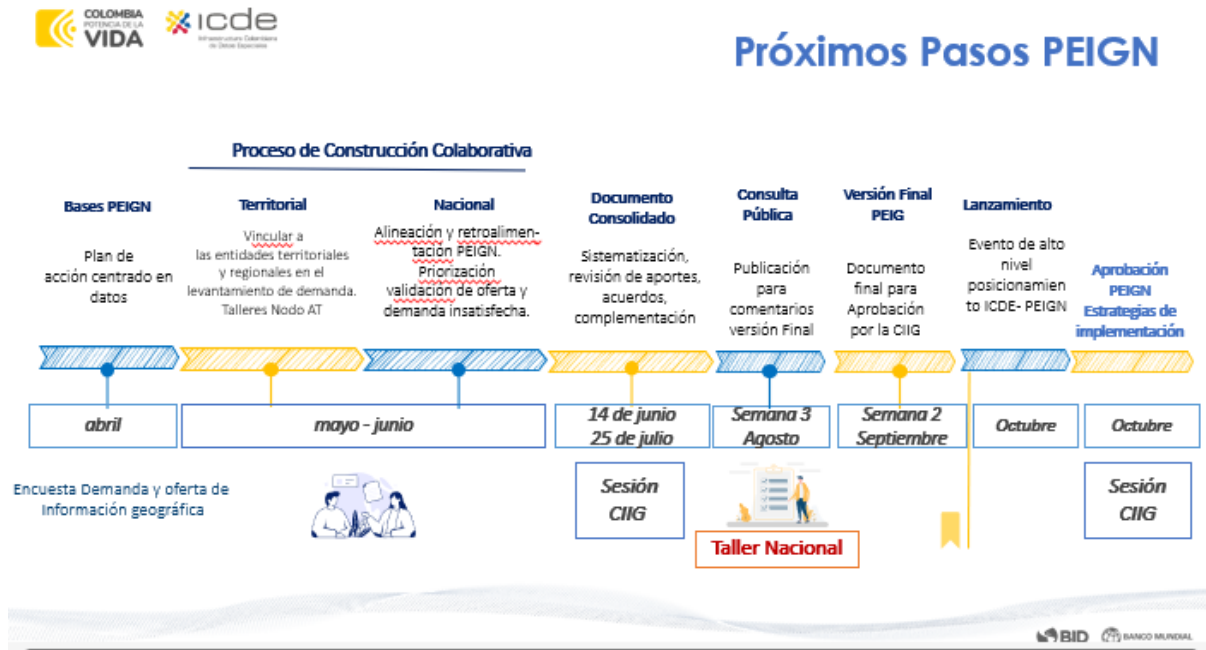 COLOMBIA
POTENCIA DE LA
VIDA
icde
Infraestructura Colombiana
de Datos Espaciales
Próximos Pasos PEIGN
Proceso de Construcción Colaborativa
Bases PEIGN
Plan de
acción centrado en
datos
Territorial
Vincular a
las entidades territoriales
y regionales en el
levantamiento de demanda.
Talleres Nodo AT
Nacional
Alineación y retroalimen-
tación PEIGN.
Priorización
validación de oferta y
demanda insatisfecha.
Documento
Consolidado
Sistematización,
revisión de aportes,
acuerdos,
complementación
Consulta
Pública
Publicación
para
comentarios
versión Final
Versión Final
PEIG
Documento
final para
Aprobación
por la CIIG
Lanzamiento
Evento de alto
nivel
posicionamien
to ICDE- PEIGN
Aprobación
PEIGN
Estrategias de
implementación
abril
mayo - junio
14 de junio
25 de julio
Semana 3
Agosto
Semana 2
Septiembre
Octubre
Octubre
Encuesta Demanda y oferta de
Información geográfica
Sesión
CIIG
Taller Nacional
Sesión
CIIG
BID
BANCO MUNDIAL